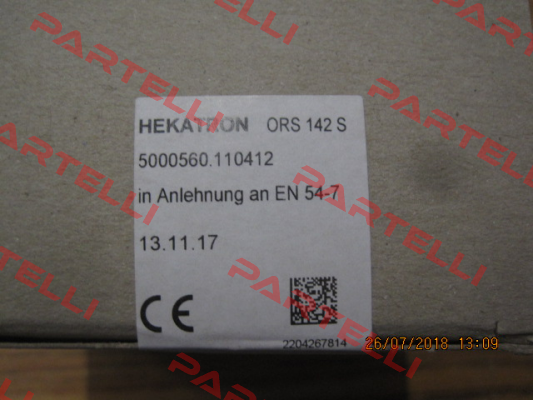 HEKATRON ORS 142 S
5000560.110412
in Anlehnung an EN 54-7
13.11.17
CE
2204267814
26/07/2018 13:09
PARTELLI
PARTELLI
PARTELLI
PARTELLI
PARTELLI
PARTELLI